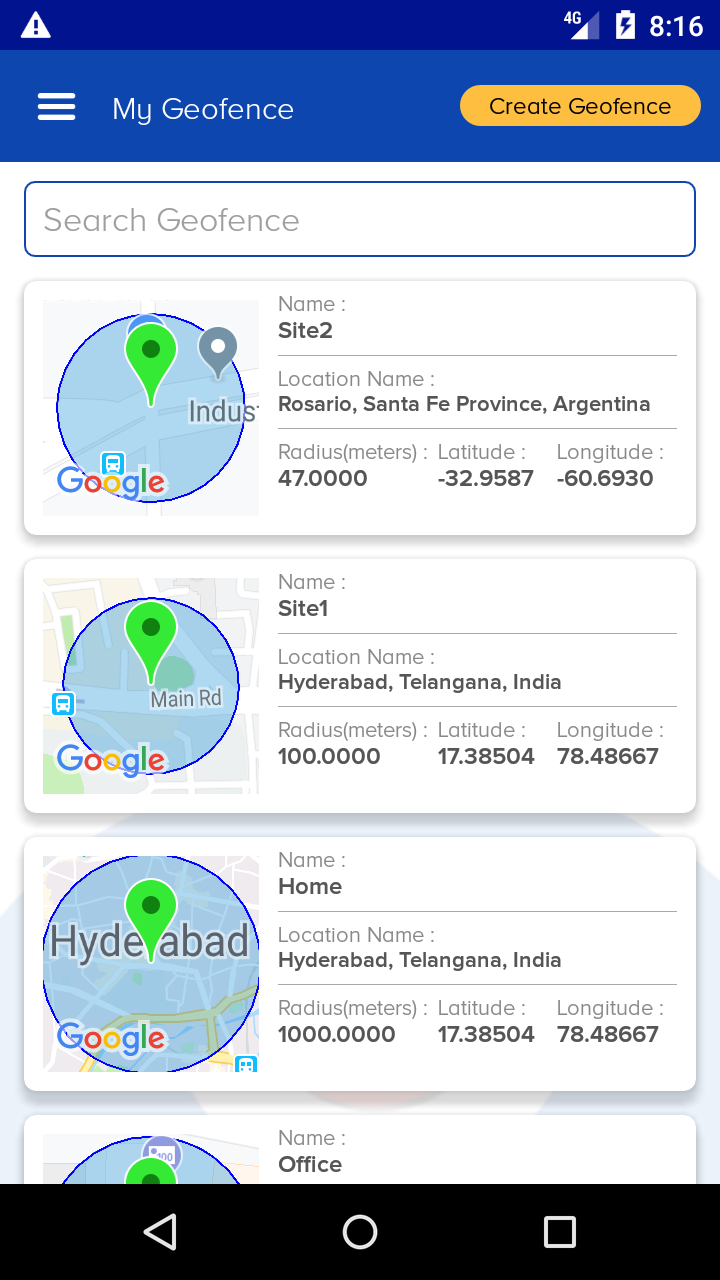 4G 8:16
My Geofence
Create Geofence
Search Geofence
Indus
Google
Name :
Site2
Location Name :
Rosario, Santa Fe Province, Argentina
Radius(meters) : Latitude : Longitude :
47.0000 -32.9587 -60.6930
Main Rd
Google
Name :
Site1
Location Name :
Hyderabad, Telangana, India
Radius(meters) : Latitude : Longitude :
100.0000 17.38504 78.48667
Hyderabad
Google
Name :
Home
Location Name :
Hyderabad, Telangana, India
Radius(meters) : Latitude : Longitude :
1000.0000 17.38504 78.48667
Name :
Office